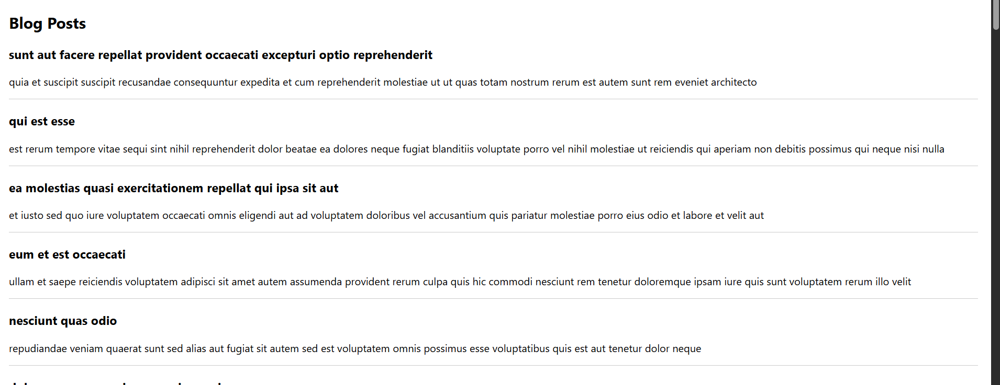 Blog Posts
sunt aut facere repellat provident occaecati excepturi optio reprehenderit
quia et suscipit suscipit recusandae consequuntur expedita et cum reprehenderit molestiae ut ut quas totam nostrum rerum est autem sunt rem eveniet architecto
qui est esse
est rerum tempore vitae sequi sint nihil reprehenderit dolor beatae ea dolores neque fugiat blanditiis voluptate porro vel nihil molestiae ut reiciendis qui aperiam non debitis possimus qui neque nisi nulla
ea molestias quasi exercitationem repellat qui ipsa sit aut
et iusto sed quo iure voluptatem occaecati omnis eligendi aut ad voluptatem doloribus vel accusantium quis pariatur molestiae porro eius odio et labore et velit aut
eum et est occaecati
ullam et saepe reiciendis voluptatem adipisci sit amet autem assumenda provident rerum culpa quis hic commodi nesciunt rem tenetur doloremque ipsam iure quis sunt voluptatem rerum illo velit
nesciunt quas odio
repudiandae veniam quaerat sunt sed alias aut fugiat sit autem sed est voluptatem omnis possimus esse voluptatibus quis est aut tenetur dolor neque